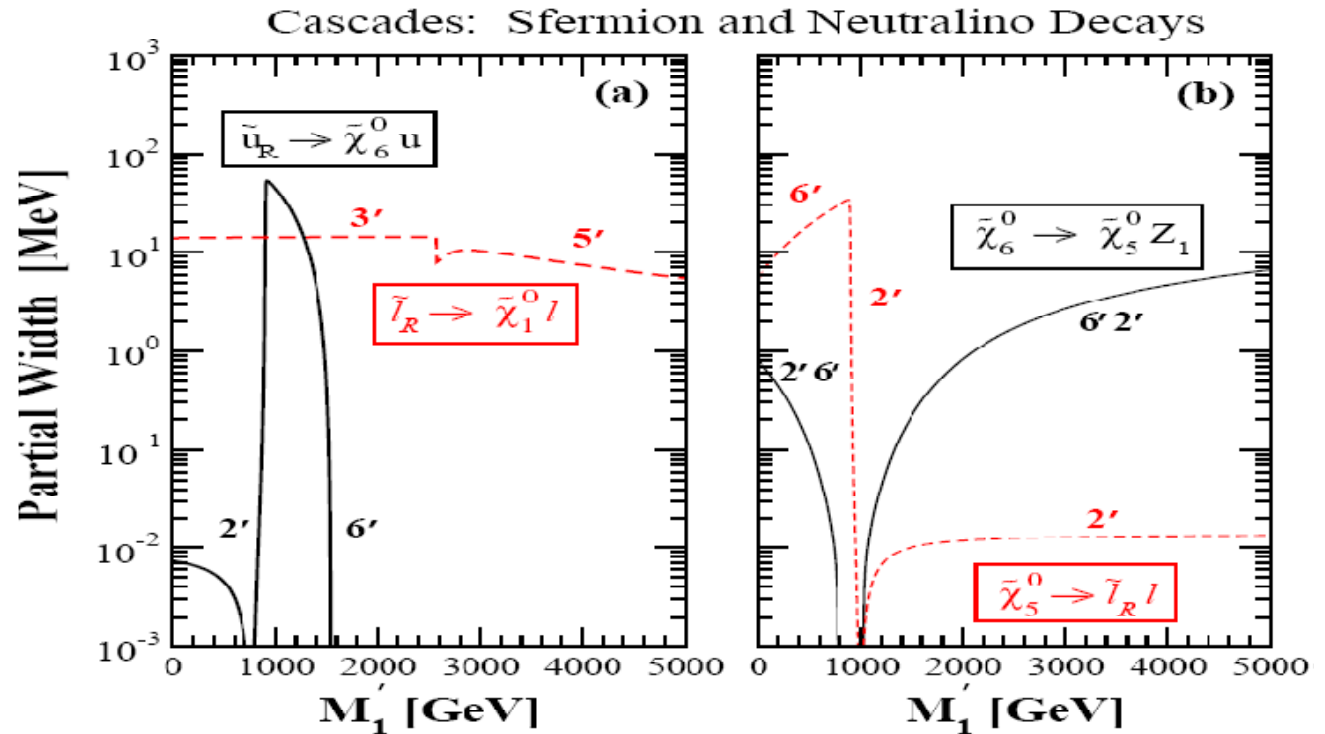 Cascades: Sfermion and Neutralino Decays
Partial Width [MeV]
10³
10²
10¹
10⁰
10⁻¹
10⁻²
10⁻³
(a)
ũ_R → χ̃⁰₆ u
3′
5′
l̃_R → χ̃⁰₁ l
2′
6′
0
1000
2000
3000
4000
5000
M′₁ [GeV]
(b)
6′
χ̃⁰₆ → χ̃⁰₅ Z₁
2′
6′ 2′
2′ 6′
2′
χ̃⁰₅ → l̃_R l
0
1000
2000
3000
4000
5000
M′₁ [GeV]